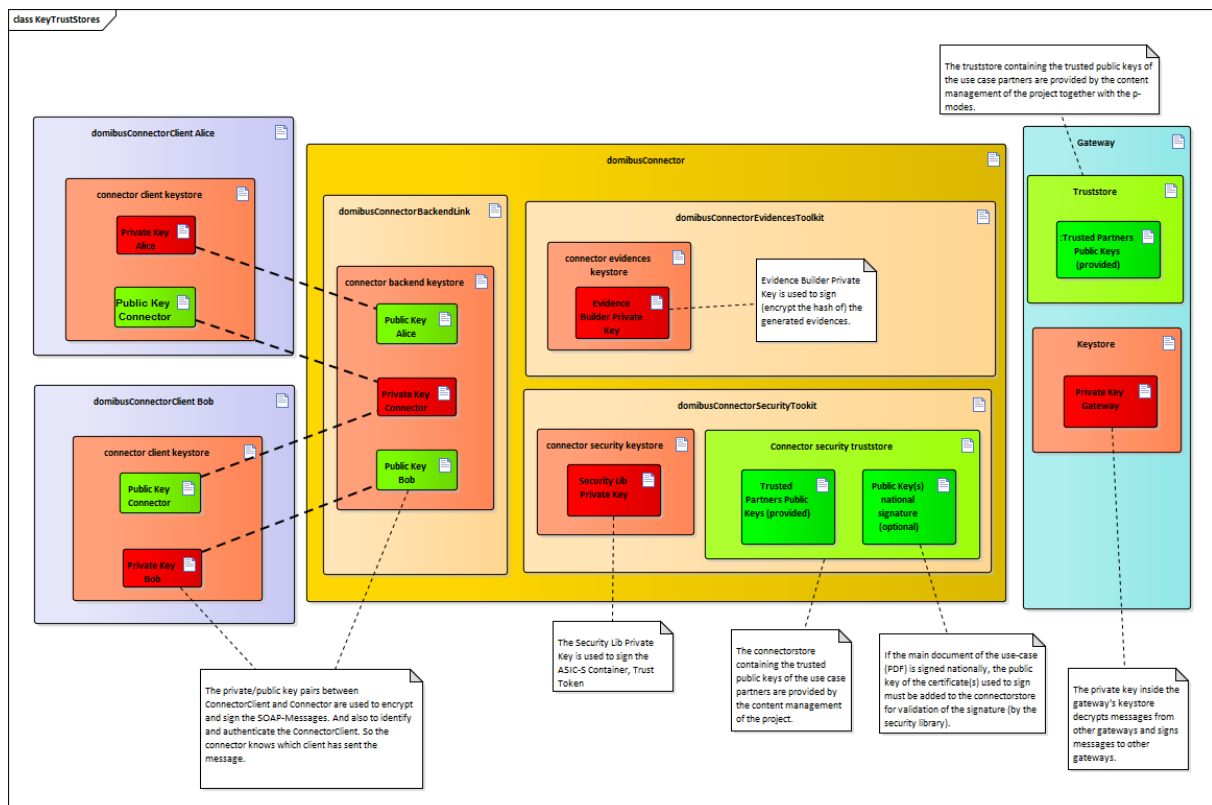 class KeyTrustStores
The truststore containing the trusted public keys of
the use case partners are provided by the content
management of the project together with the p-
modes.
domibusConnectorClient Alice
connector client keystore
Private Key
Alice
Public Key
Connector
domibusConnectorClient Bob
connector client keystore
Public Key
Connector
Private Key
Bob
domibusConnector
domibusConnectorBackendLink
connector backend keystore
Public Key
Alice
Private Key
Connector
Public Key
Bob
domibusConnectorEvidencesToolkit
connector evidences
keystore
Evidence
Builder Private
Key
Evidence Builder Private
Key is used to sign
(encrypt the hash of) the
generated evidences.
domibusConnectorSecurityTookit
connector security keystore
Security Lib
Private Key
Connector security truststore
Trusted
Partners Public
Keys (provided)
Public Key(s)
national
signature
(optional)
Gateway
Truststore
:Trusted Partners
Public Keys
(provided)
Keystore
Private Key
Gateway
The private/public key pairs between
ConnectorClient and Connector are used to encrypt
and sign the SOAP-Messages. And also to identify
and authenticate the ConnectorClient. So the
connector knows which client has sent the
message.
The Security Lib Private
Key is used to sign the
ASIC-S Container, Trust
Token
The connectorstore
containing the trusted
public keys of the use case
partners are provided by
the content management
of the project.
If the main document of the use-case
(PDF) is signed nationally, the public
key of the certificate(s) used to sign
must be added to the connectorstore
for validation of the signature (by the
security library).
The private key inside the
gateway's keystore
decrypts messages from
other gateways and signs
messages to other
gateways.